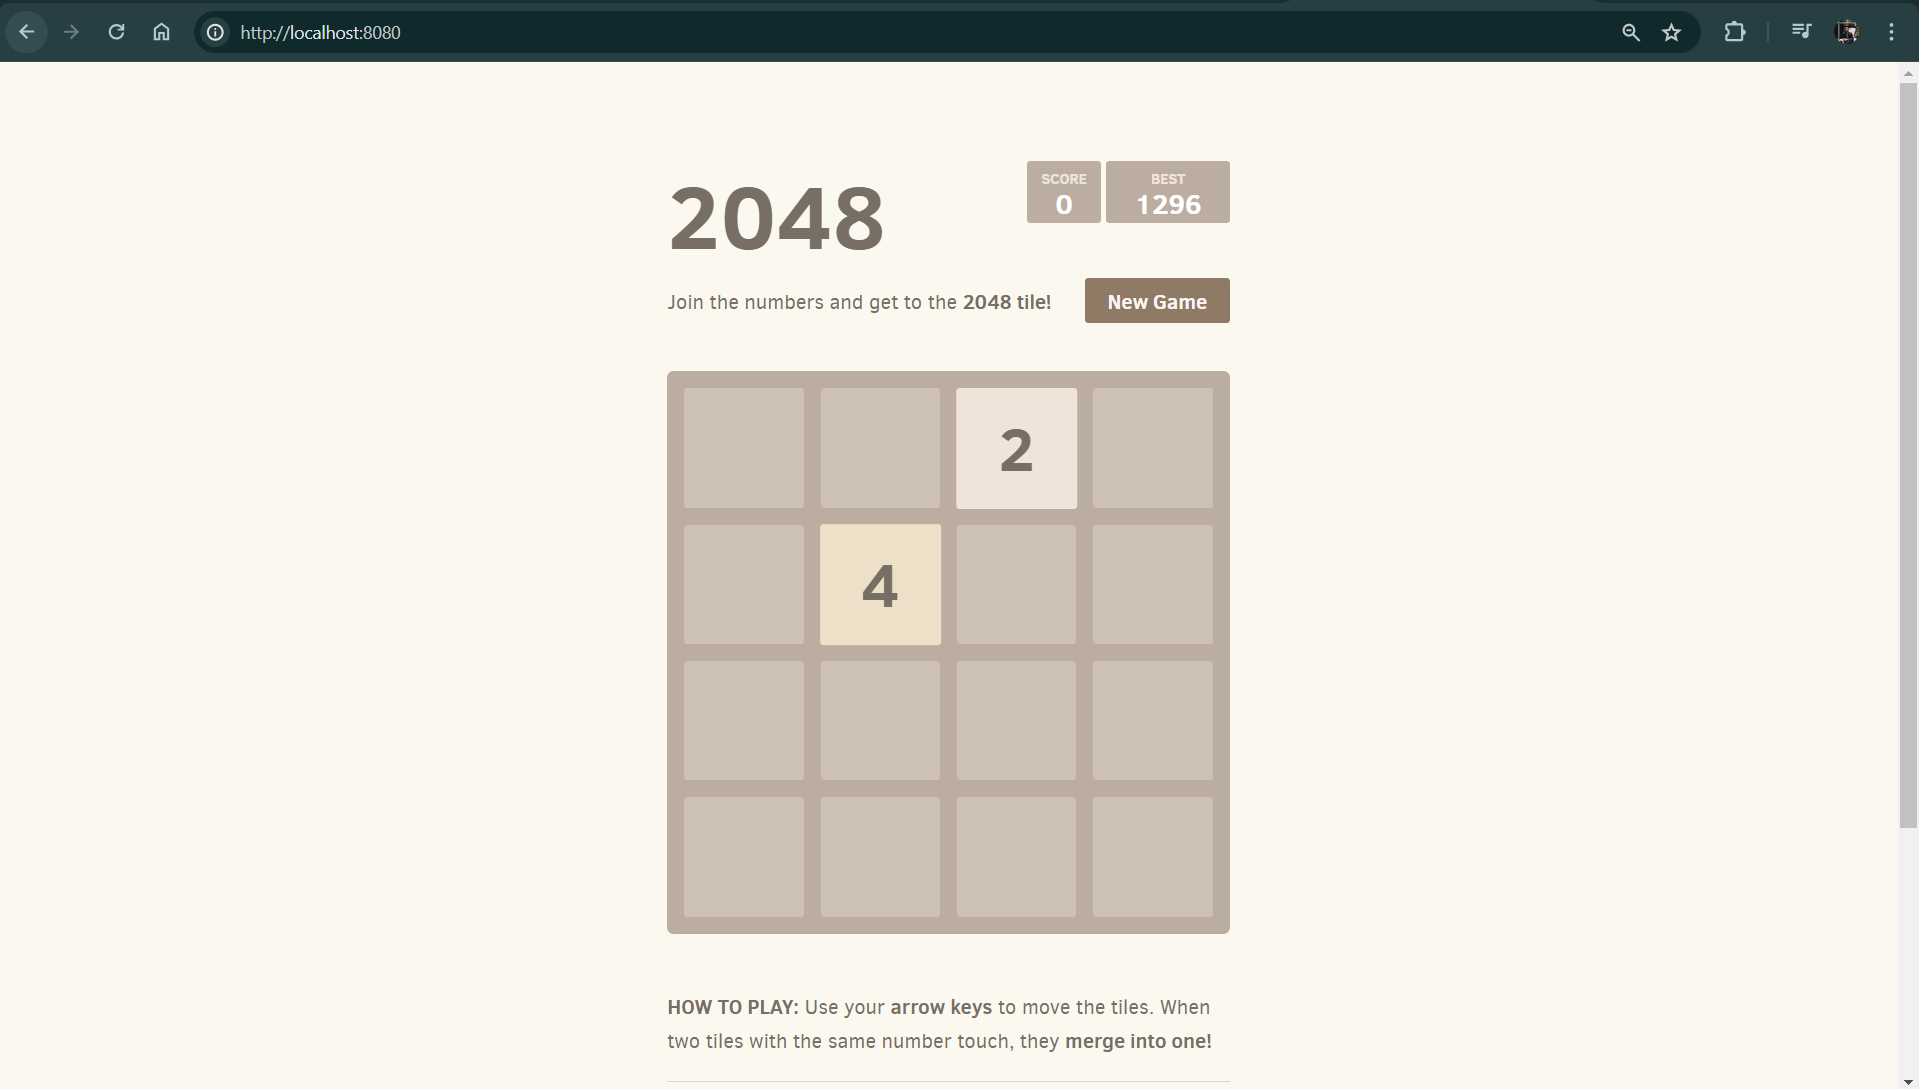 http://localhost:8080
2048
SCORE
0
BEST
1296
Join the numbers and get to the 2048 tile!
New Game
2
4
HOW TO PLAY: Use your arrow keys to move the tiles. When
two tiles with the same number touch, they merge into one!